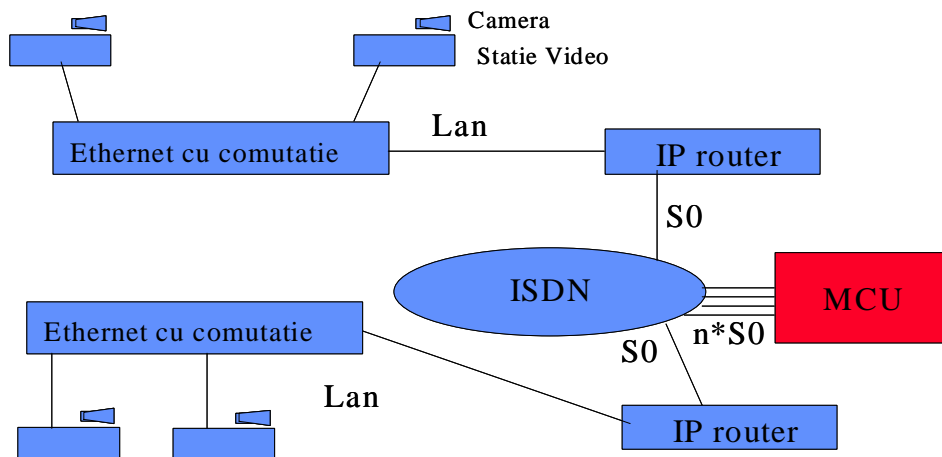 Camera
Statie Video
Lan
Ethernet cu comutatie
IP router
S0
ISDN
MCU
Ethernet cu comutatie
n*S0
S0
Lan
IP router